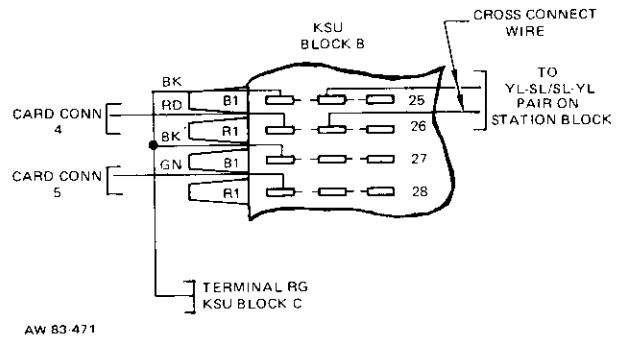 KSU
BLOCK B
CROSS CONNECT
WIRE
TO
YL-SL/SL-YL
PAIR ON
STATION BLOCK
BK
RD
BK
GN
CARD CONN
4
CARD CONN
5
B1
R1
B1
R1
25
26
27
28
TERMINAL RG
KSU BLOCK C
AW 83-471